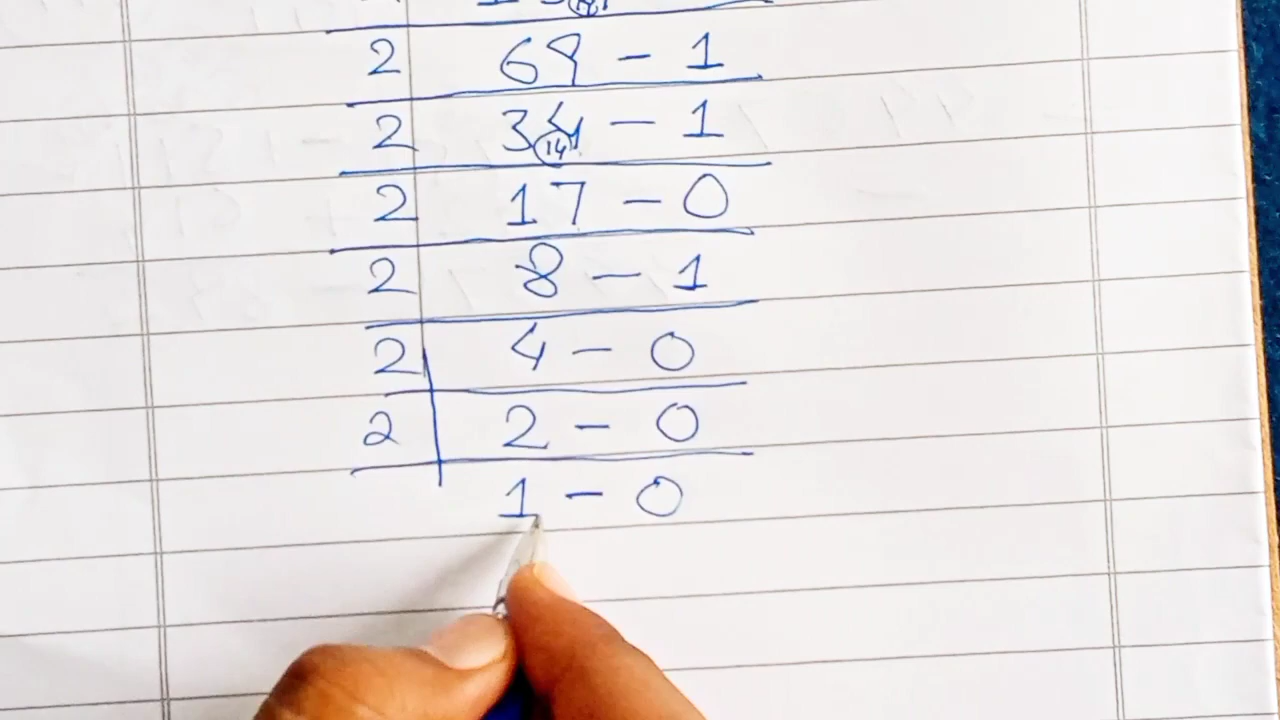 2 69 - 1
2 34 - 1
14
2 17 - 0
2 8 - 1
2 4 - 0
2 2 - 0
1 - 0